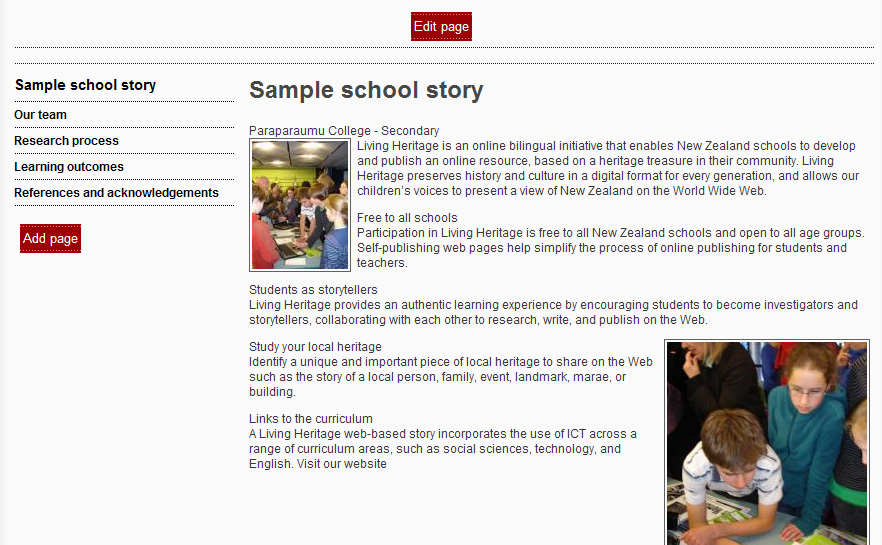 Edit page
Sample school story
Our team
Research process
Learning outcomes
References and acknowledgements
Add page
Sample school story
Paraparaumu College - Secondary
Living Heritage is an online bilingual initiative that enables New Zealand schools to develop
and publish an online resource, based on a heritage treasure in their community. Living
Heritage preserves history and culture in a digital format for every generation, and allows our
children's voices to present a view of New Zealand on the World Wide Web.
Free to all schools
Participation in Living Heritage is free to all New Zealand schools and open to all age groups.
Self-publishing web pages help simplify the process of online publishing for students and
teachers.
Students as storytellers
Living Heritage provides an authentic learning experience by encouraging students to become investigators and
storytellers, collaborating with each other to research, write, and publish on the Web.
Study your local heritage
Identify a unique and important piece of local heritage to share on the Web
such as the story of a local person, family, event, landmark, marae, or
building.
Links to the curriculum
A Living Heritage web-based story incorporates the use of ICT across a
range of curriculum areas, such as social sciences, technology, and
English. Visit our website